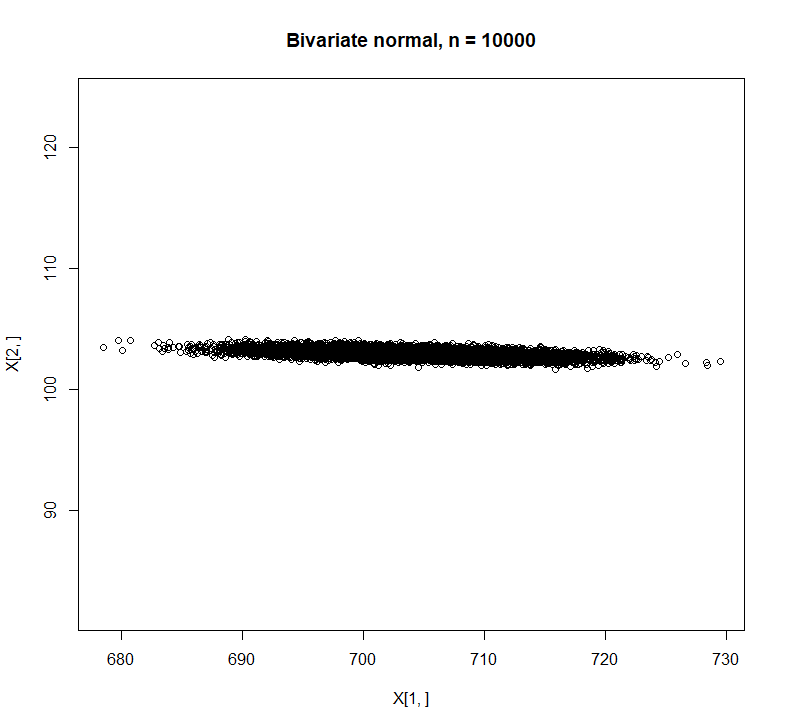 Bivariate normal, n = 10000
120
110
100
90
X[2, ]
680 690 700 710 720 730
X[1, ]